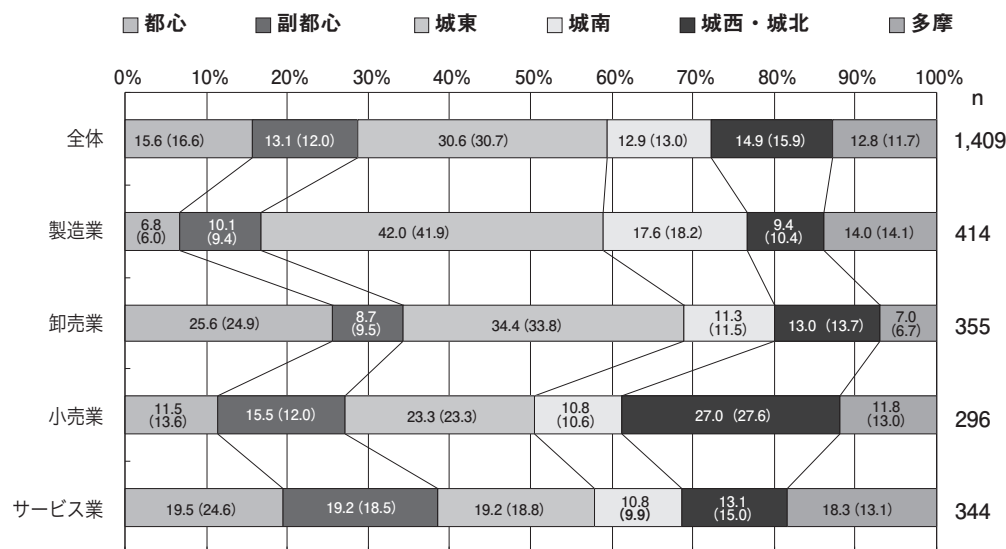 都心 副都心 城東 城南 城西・城北 多摩
0% 10% 20% 30% 40% 50% 60% 70% 80% 90% 100%
n
全体 15.6 (16.6) 13.1 (12.0) 30.6 (30.7) 12.9 (13.0) 14.9 (15.9) 12.8 (11.7) 1,409
製造業 6.8 (6.0) 10.1 (9.4) 42.0 (41.9) 17.6 (18.2) 9.4 (10.4) 14.0 (14.1) 414
卸売業 25.6 (24.9) 8.7 (9.5) 34.4 (33.8) 11.3 (11.5) 13.0 (13.7) 7.0 (6.7) 355
小売業 11.5 (13.6) 15.5 (12.0) 23.3 (23.3) 10.8 (10.6) 27.0 (27.6) 11.8 (13.0) 296
サービス業 19.5 (24.6) 19.2 (18.5) 19.2 (18.8) 10.8 (9.9) 13.1 (15.0) 18.3 (13.1) 344